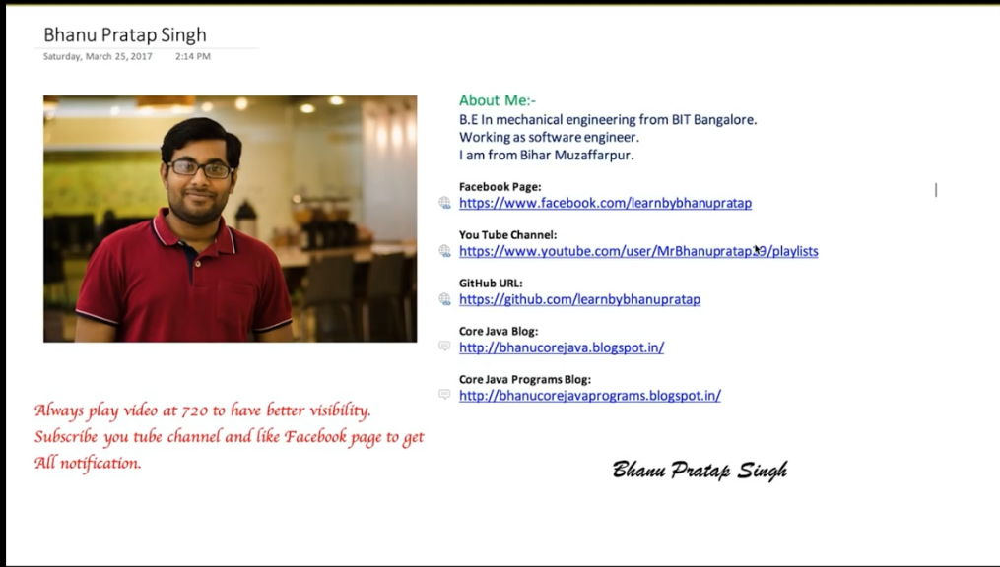 Bhanu Pratap Singh
Saturday, March 25, 2017 2:14 PM
About Me:-
B.E In mechanical engineering from BIT Bangalore.
Working as software engineer.
I am from Bihar Muzaffarpur.
Facebook Page:
https://www.facebook.com/learnbybhanupratap
You Tube Channel:
https://www.youtube.com/user/MrBhanupratap29/playlists
GitHub URL:
https://github.com/learnbybhanupratap
Core Java Blog:
http://bhanucorejava.blogspot.in/
Core Java Programs Blog:
http://bhanucorejavaprograms.blogspot.in/
Always play video at 720 to have better visibility.
Subscribe you tube channel and like Facebook page to get
All notification.
Bhanu Pratap Singh